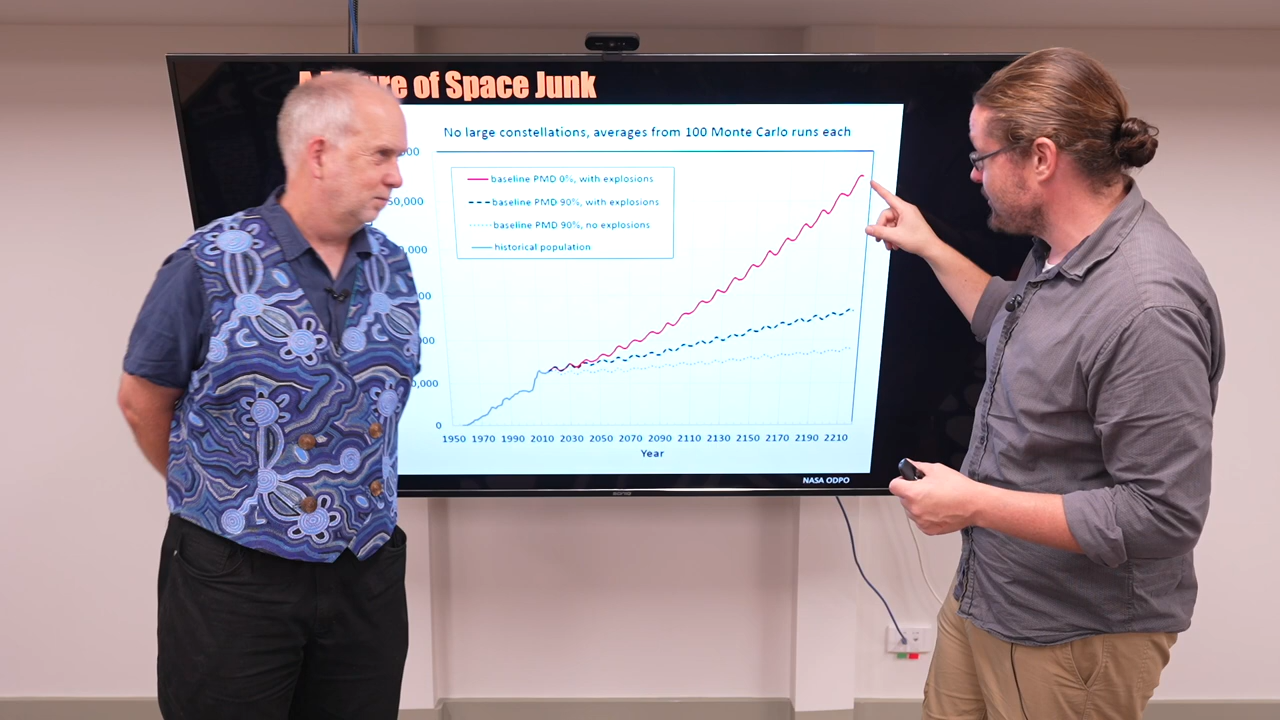 of Space Junk
No large constellations, averages from 100 Monte Carlo runs each
baseline PMD 0%, with explosions
baseline PMD 90%, with explosions
baseline PMD 90%, no explosions
historical population
0
1950 1970 1990 2010 2030 2050 2070 2090 2110 2130 2150 2170 2190 2210
Year
NASA ODPO